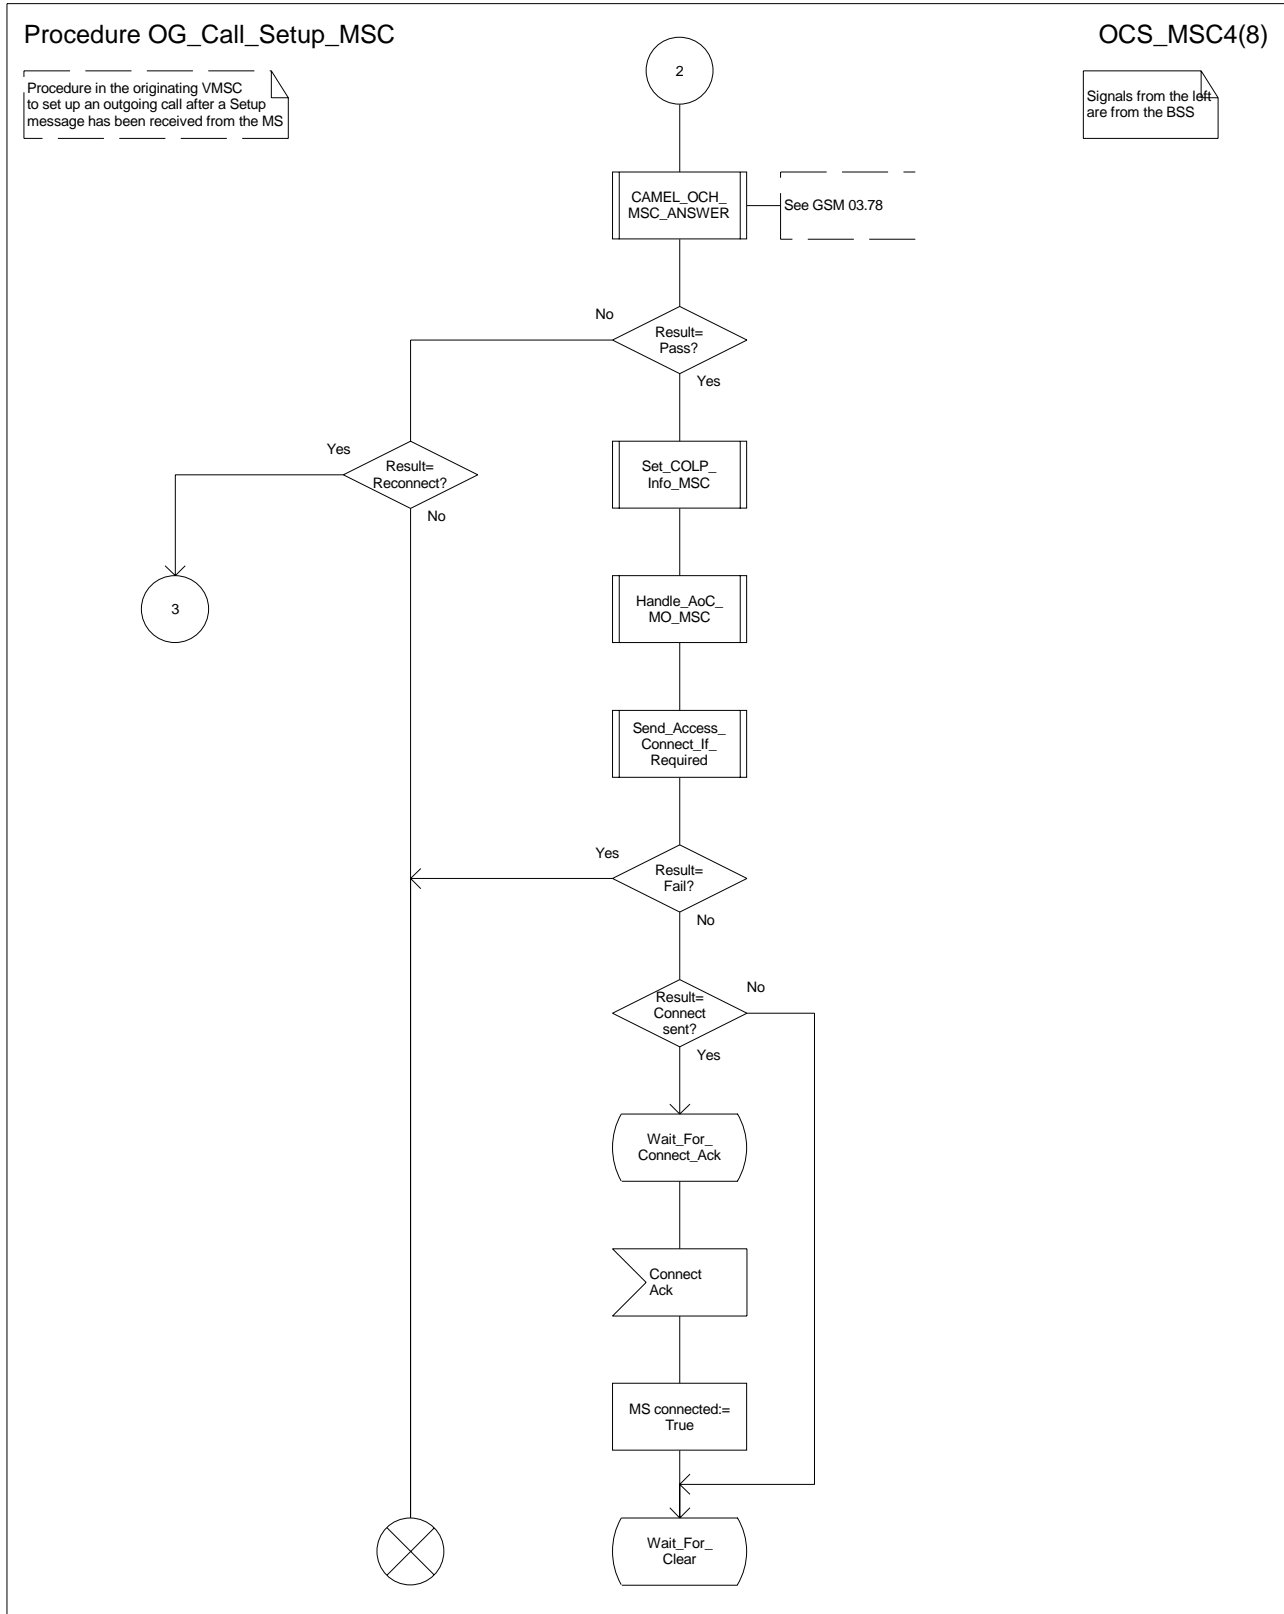 Procedure OG_Call_Setup_MSC
OCS_MSC4(8)
Procedure in the originating VMSC
to set up an outgoing call after a Setup
message has been received from the MS
2
Signals from the left
are from the BSS
CAMEL_OCH_
MSC_ANSWER
See GSM 03.78
No
Result=
Pass?
Yes
Yes
Result=
Reconnect?
No
Set_COLP_
Info_MSC
3
Handle_AoC_
MO_MSC
Send_Access_
Connect_If_
Required
Yes
Result=
Fail?
No
Result=
Connect
sent?
No
Yes
Wait_For_
Connect_Ack
Connect
Ack
MS connected:=
True
Wait_For_
Clear